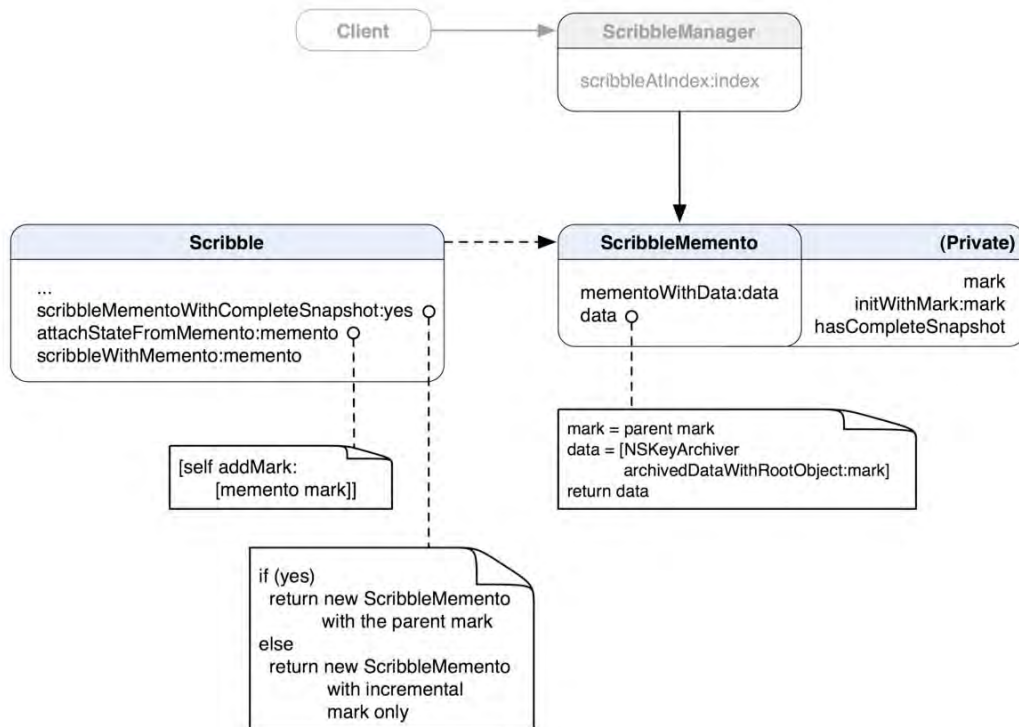 Client
ScribbleManager
scribbleAtIndex:index
Scribble
...
scribbleMementoWithCompleteSnapshot:yes
attachStateFromMemento:memento
scribbleWithMemento:memento
ScribbleMemento
mementoWithData:data
data
(Private)
mark
initWithMark:mark
hasCompleteSnapshot
[self addMark:
[memento mark]]
mark = parent mark
data = [NSKeyArchiver
archivedDataWithRootObject:mark]
return data
if (yes)
return new ScribbleMemento
with the parent mark
else
return new ScribbleMemento
with incremental
mark only